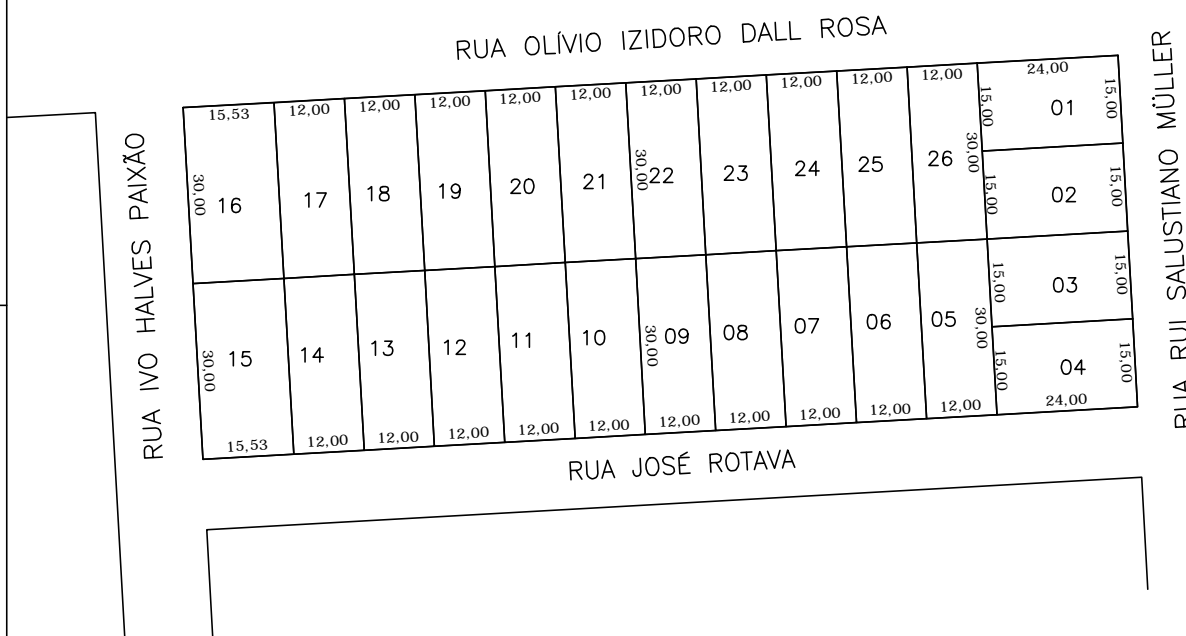 RUA OLÍVIO IZIDORO DALL ROSA
RUA IVO HALVES PAIXÃO
RUA RUI SALUSTIANO MÜLLER
15,53 12,00 12,00 12,00 12,00 12,00 12,00 12,00 12,00 12,00 12,00 24,00
30,00 16 17 18 19 20 21 30,00 22 23 24 25 26 30,00
15,00 01 15,00
15,00 02 15,00
15,00 03 15,00
15,00 04 15,00
30,00 15 14 13 12 11 10 30,00 09 08 07 06 05 30,00
15,53 12,00 12,00 12,00 12,00 12,00 12,00 12,00 12,00 12,00 12,00 24,00
RUA JOSÉ ROTAVA